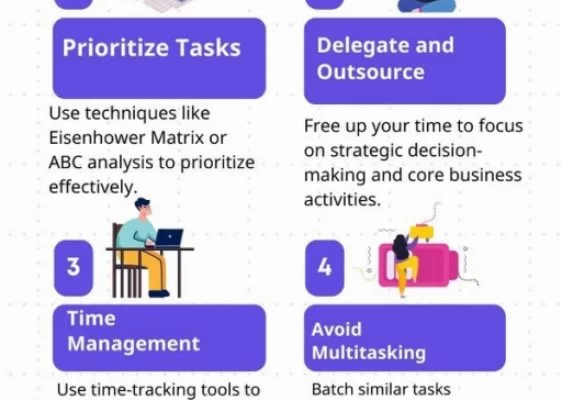 Prioritize Tasks
Use techniques like
Eisenhower Matrix or
ABC analysis to prioritize
effectively.
Delegate and
Outsource
Free up your time to focus
on strategic decision-
making and core business
activities.
3
Time
Management
Use time-tracking tools to
4
Avoid
Multitasking
Batch similar tasks